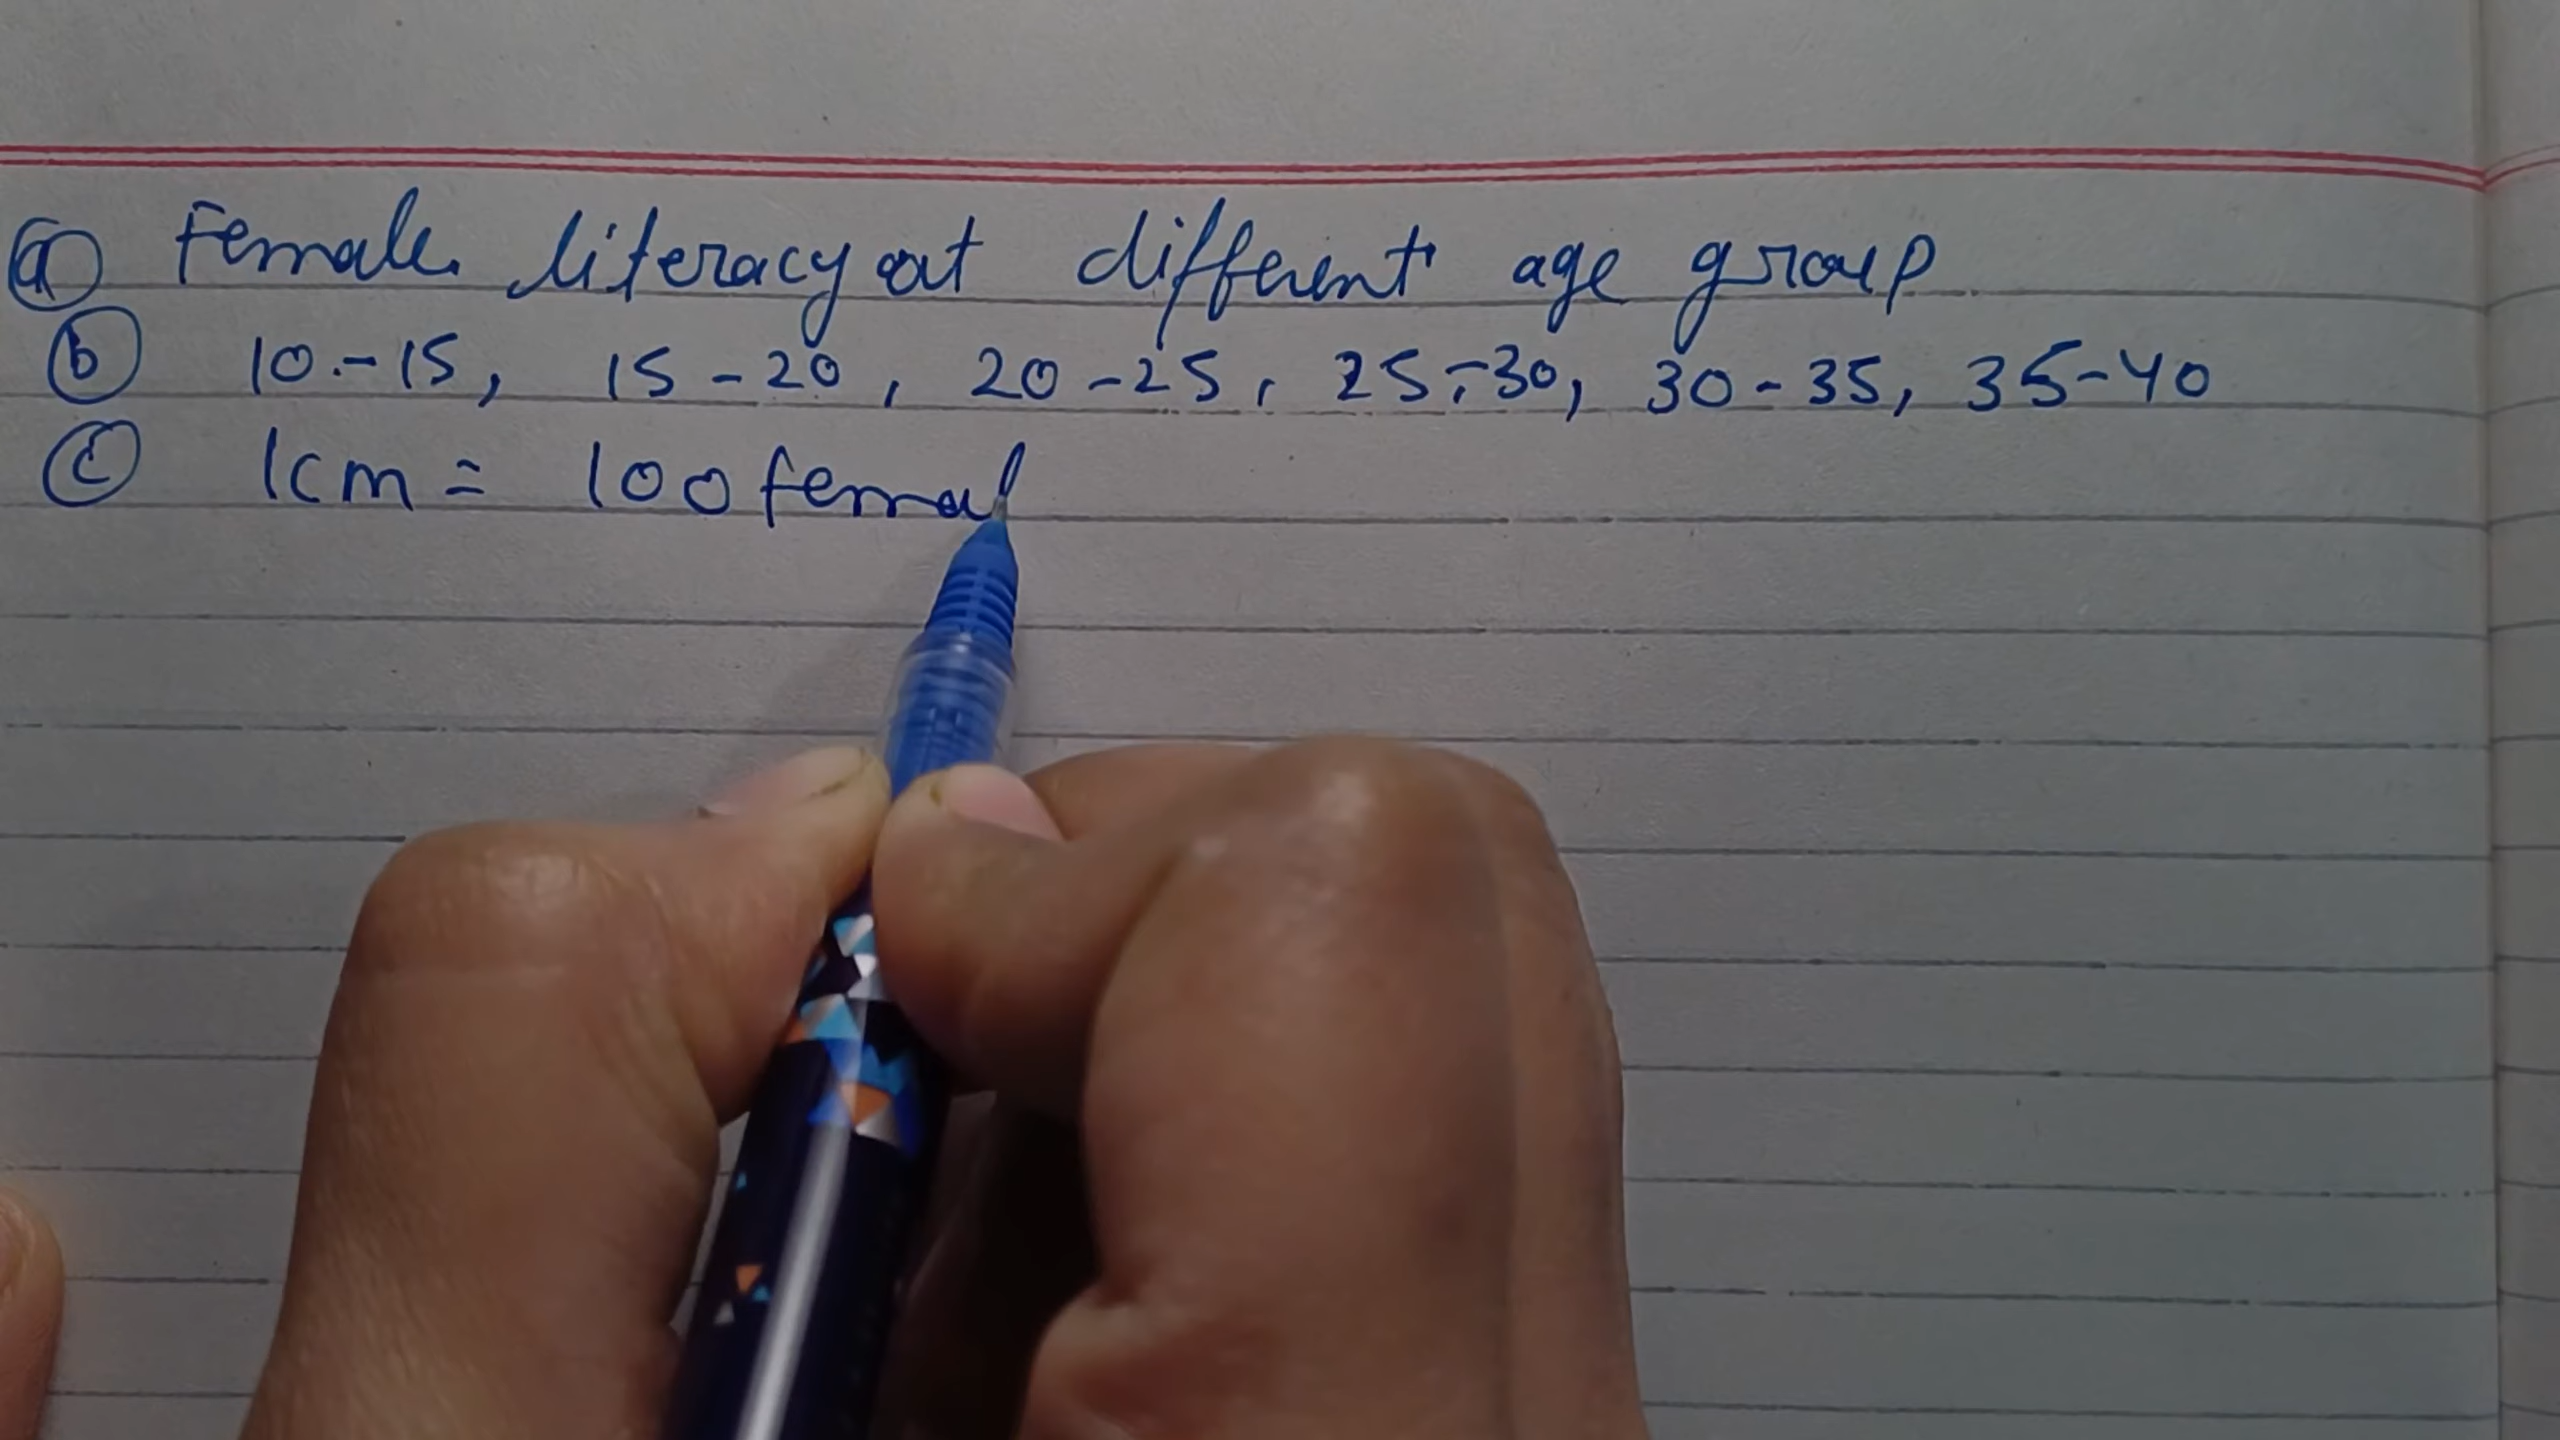 (a) Female literacy at different age group
(b) 10-15, 15-20, 20-25, 25-30, 30-35, 35-40
(c) 1cm = 100 femal